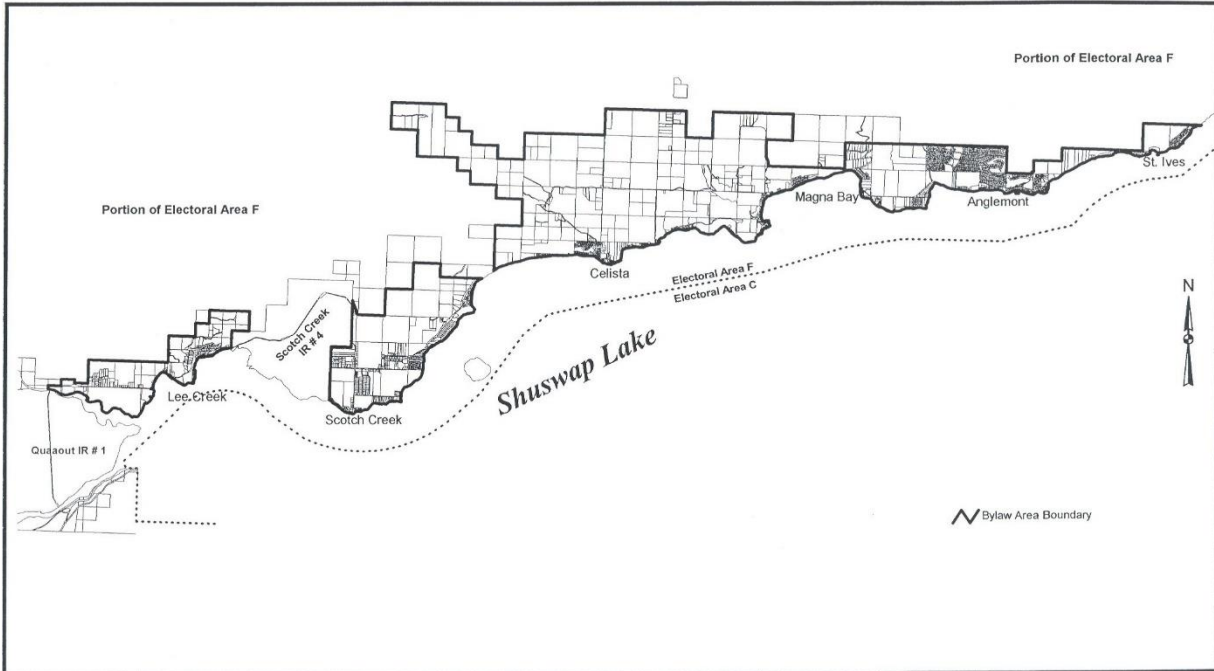 Portion of Electoral Area F
Portion of Electoral Area F
St. Ives
Magna Bay
Anglemont
Celista
Electoral Area F
Electoral Area C
N
Scotch Creek
IR # 4
Shuswap Lake
Lee Creek
Scotch Creek
Quaaout IR # 1
Bylaw Area Boundary